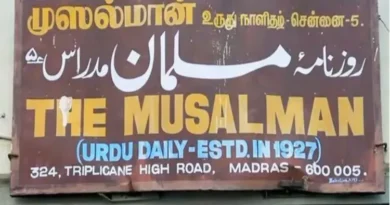 முஸல்மான் உருது நாளிதழ்-சென்னை-5.
روزنامہ مسلمان مدراس ۵
THE MUSALMAN
(URDU DAILY-ESTD. IN 1927)
324, TRIPLICANE HIGH ROAD, MADRAS-600 005.